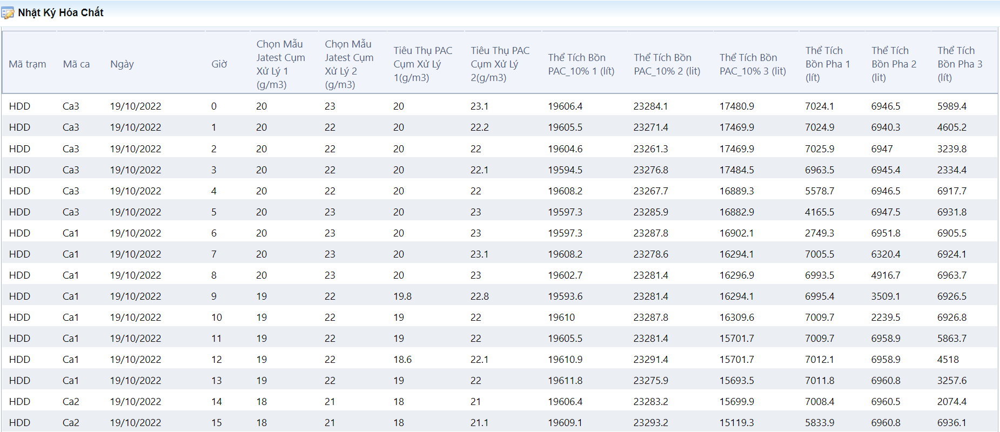 Nhật Ký Hóa Chất
Mã trạm Mã ca Ngày Giờ Chọn Mẫu Jatest Cụm Xử Lý 1 (g/m3) Chọn Mẫu Jatest Cụm Xử Lý 2 (g/m3) Tiêu Thụ PAC Cụm Xử Lý 1(g/m3) Tiêu Thụ PAC Cụm Xử Lý 2(g/m3) Thể Tích Bồn PAC_10% 1 (lít) Thể Tích Bồn PAC_10% 2 (lit) Thể Tích Bồn PAC_10% 3 (lit) Thể Tích Bồn Pha 1 (lít) Thể Tích Bồn Pha 2 (lit) Thể Tích Bồn Pha 3 (lít)
HDD Ca3 19/10/2022 0 20 23 20 23.1 19606.4 23284.1 17480.9 7024.1 6946.5 5989.4
HDD Ca3 19/10/2022 1 20 22 20 22.2 19605.5 23271.4 17469.9 7024.9 6940.3 4605.2
HDD Ca3 19/10/2022 2 20 22 20 22 19604.6 23261.3 17469.9 7025.9 6947 3239.8
HDD Ca3 19/10/2022 3 20 22 20 22.1 19594.5 23276.8 17484.5 6963.5 6945.4 2334.4
HDD Ca3 19/10/2022 4 20 22 20 22 19608.2 23267.7 16889.3 5578.7 6946.5 6917.7
HDD Ca3 19/10/2022 5 20 23 20 23 19597.3 23285.9 16882.9 4165.5 6947.5 6931.8
HDD Ca1 19/10/2022 6 20 23 20 23 19597.3 23287.8 16902.1 2749.3 6951.8 6905.5
HDD Ca1 19/10/2022 7 20 23 20 23.1 19608.2 23278.6 16294.1 7005.5 6320.4 6924.1
HDD Ca1 19/10/2022 8 20 23 20 23 19602.7 23281.4 16296.9 6993.5 4916.7 6963.7
HDD Ca1 19/10/2022 9 19 22 19.8 22.8 19593.6 23281.4 16294.1 6995.4 3509.1 6926.5
HDD Ca1 19/10/2022 10 19 22 19 22 19610 23287.8 16309.6 7009.7 2239.5 6926.8
HDD Ca1 19/10/2022 11 19 22 19 22 19605.5 23281.4 15701.7 7009.7 6958.9 5863.7
HDD Ca1 19/10/2022 12 19 22 18.6 22.1 19610.9 23291.4 15701.7 7012.1 6958.9 4518
HDD Ca1 19/10/2022 13 19 22 19 22 19611.8 23275.9 15693.5 7011.8 6960.8 3257.6
HDD Ca2 19/10/2022 14 18 21 18 21 19606.4 23283.2 15699.9 7008.4 6960.5 2074.4
HDD Ca2 19/10/2022 15 18 21 18 21.1 19609.1 23293.2 15119.3 5833.9 6960.8 6936.1